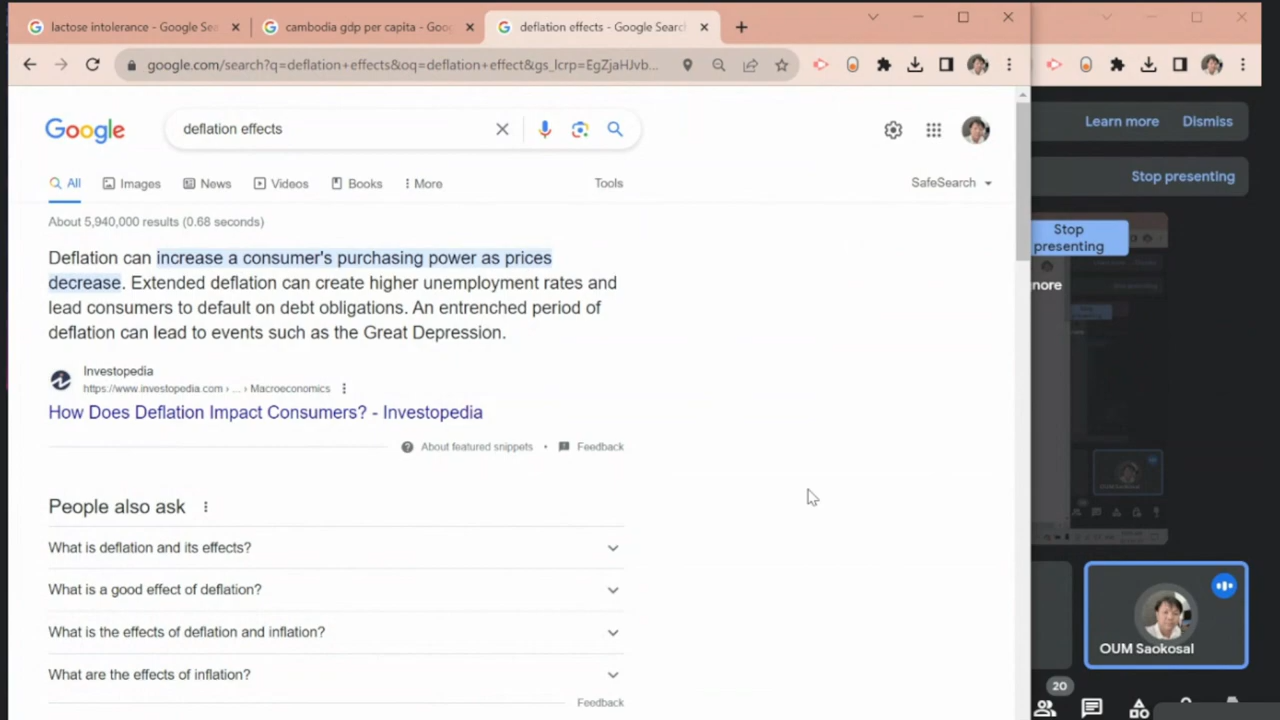 lactose intolerance - Google Sea
cambodia gdp per capita - Goog
deflation effects - Google Search
google.com/search?q=deflation+effects&oq=deflation+effect&gs_lcrp=EgZjaHJvb...
Google
deflation effects
All
Images
News
Videos
Books
More
Tools
SafeSearch
About 5,940,000 results (0.68 seconds)
Deflation can increase a consumer's purchasing power as prices
decrease. Extended deflation can create higher unemployment rates and
lead consumers to default on debt obligations. An entrenched period of
deflation can lead to events such as the Great Depression.
Investopedia
https://www.investopedia.com › ... › Macroeconomics
How Does Deflation Impact Consumers? - Investopedia
About featured snippets
•
Feedback
People also ask
What is deflation and its effects?
What is a good effect of deflation?
What is the effects of deflation and inflation?
What are the effects of inflation?
Feedback
Learn more
Dismiss
Stop presenting
Stop
presenting
nore
OUM Saokosal
OUM Saokosal
20